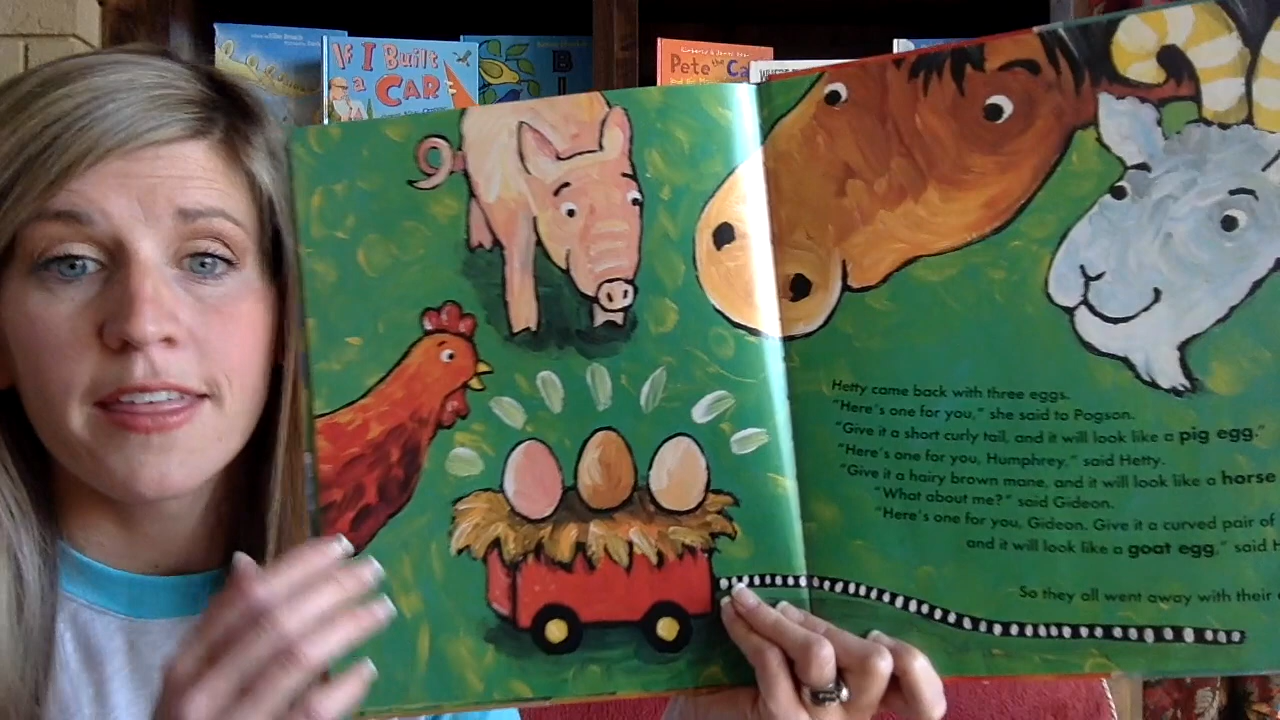 If I Built
a CAR
Pete the Ca
Hetty came back with three eggs.
"Here's one for you," she said to Pogson.
"Give it a short curly tail, and it will look like a pig egg."
"Here's one for you, Humphrey," said Hetty.
"Give it a hairy brown mane, and it will look like a horse
"What about me?" said Gideon.
"Here's one for you, Gideon. Give it a curved pair of
and it will look like a goat egg," said H
So they all went away with their